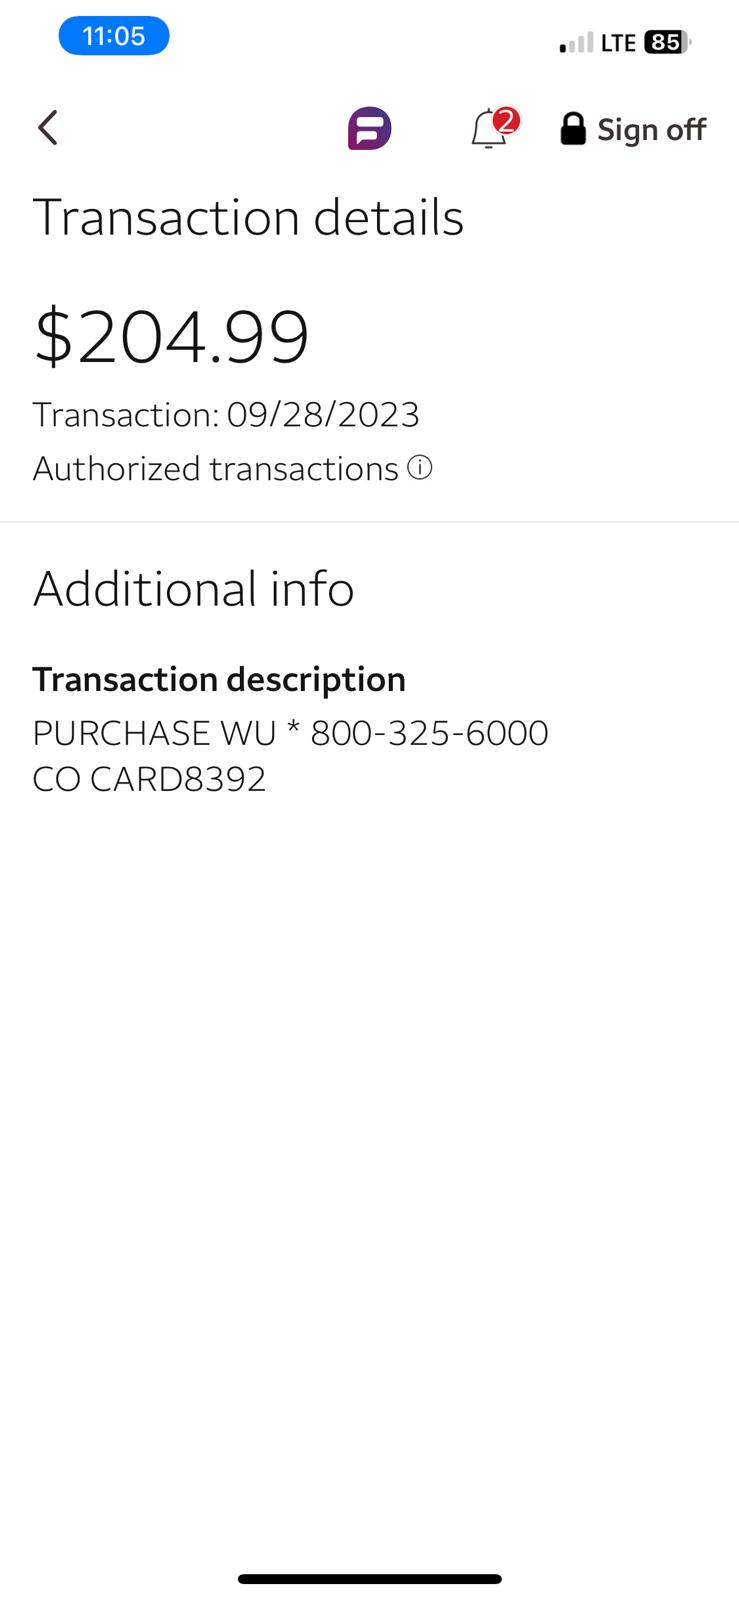 11:05
LTE 85
2
Sign off
Transaction details
$204.99
Transaction: 09/28/2023
Authorized transactions ⓘ
Additional info
Transaction description
PURCHASE WU * 800-325-6000
CO CARD8392